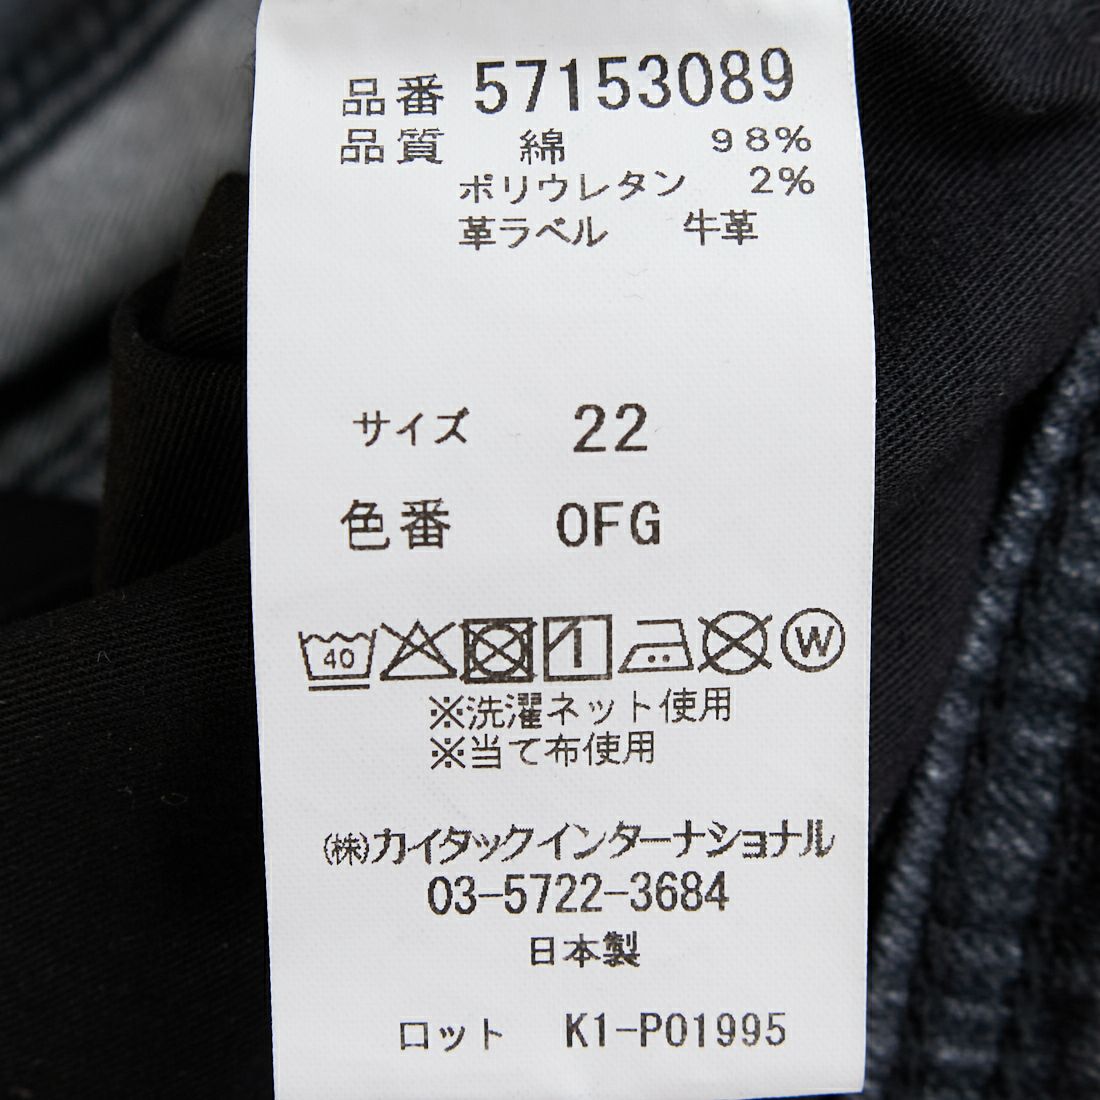 品番 57153089
品質 綿 98%
ポリウレタン 2%
革ラベル 牛革
サイズ 22
色番 OFG
40 W
※洗濯ネット使用
※当て布使用
㈱カイタックインターナショナル
03-5722-3684
日本製
ロット K1-P01995